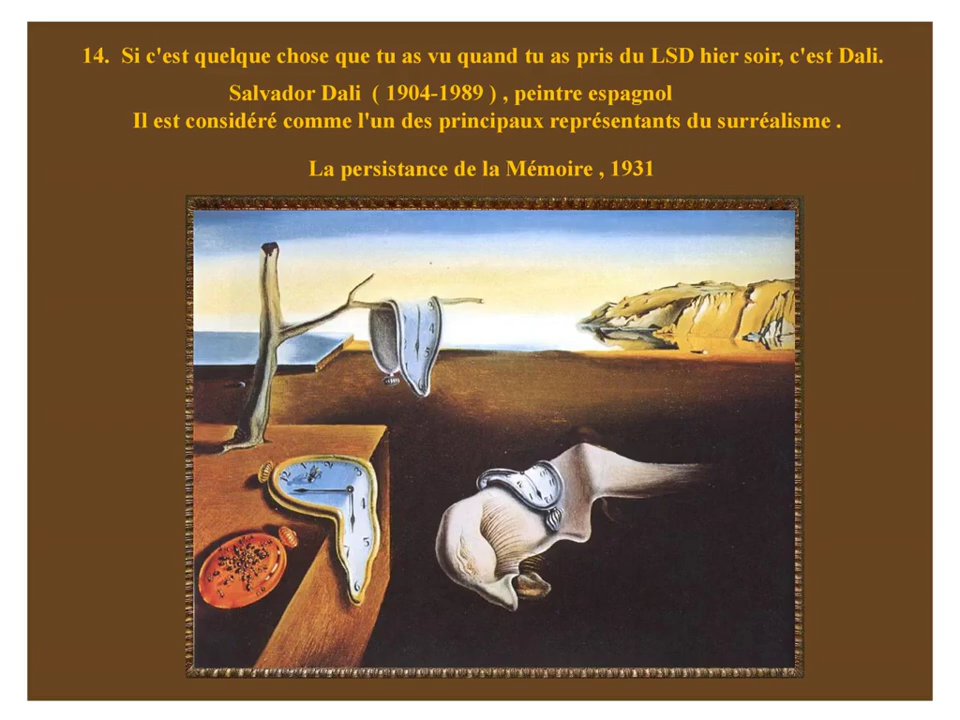 14. Si c'est quelque chose que tu as vu quand tu as pris du LSD hier soir, c'est Dali.
Salvador Dali ( 1904-1989 ) , peintre espagnol
Il est considéré comme l'un des principaux représentants du surréalisme .
La persistance de la Mémoire , 1931